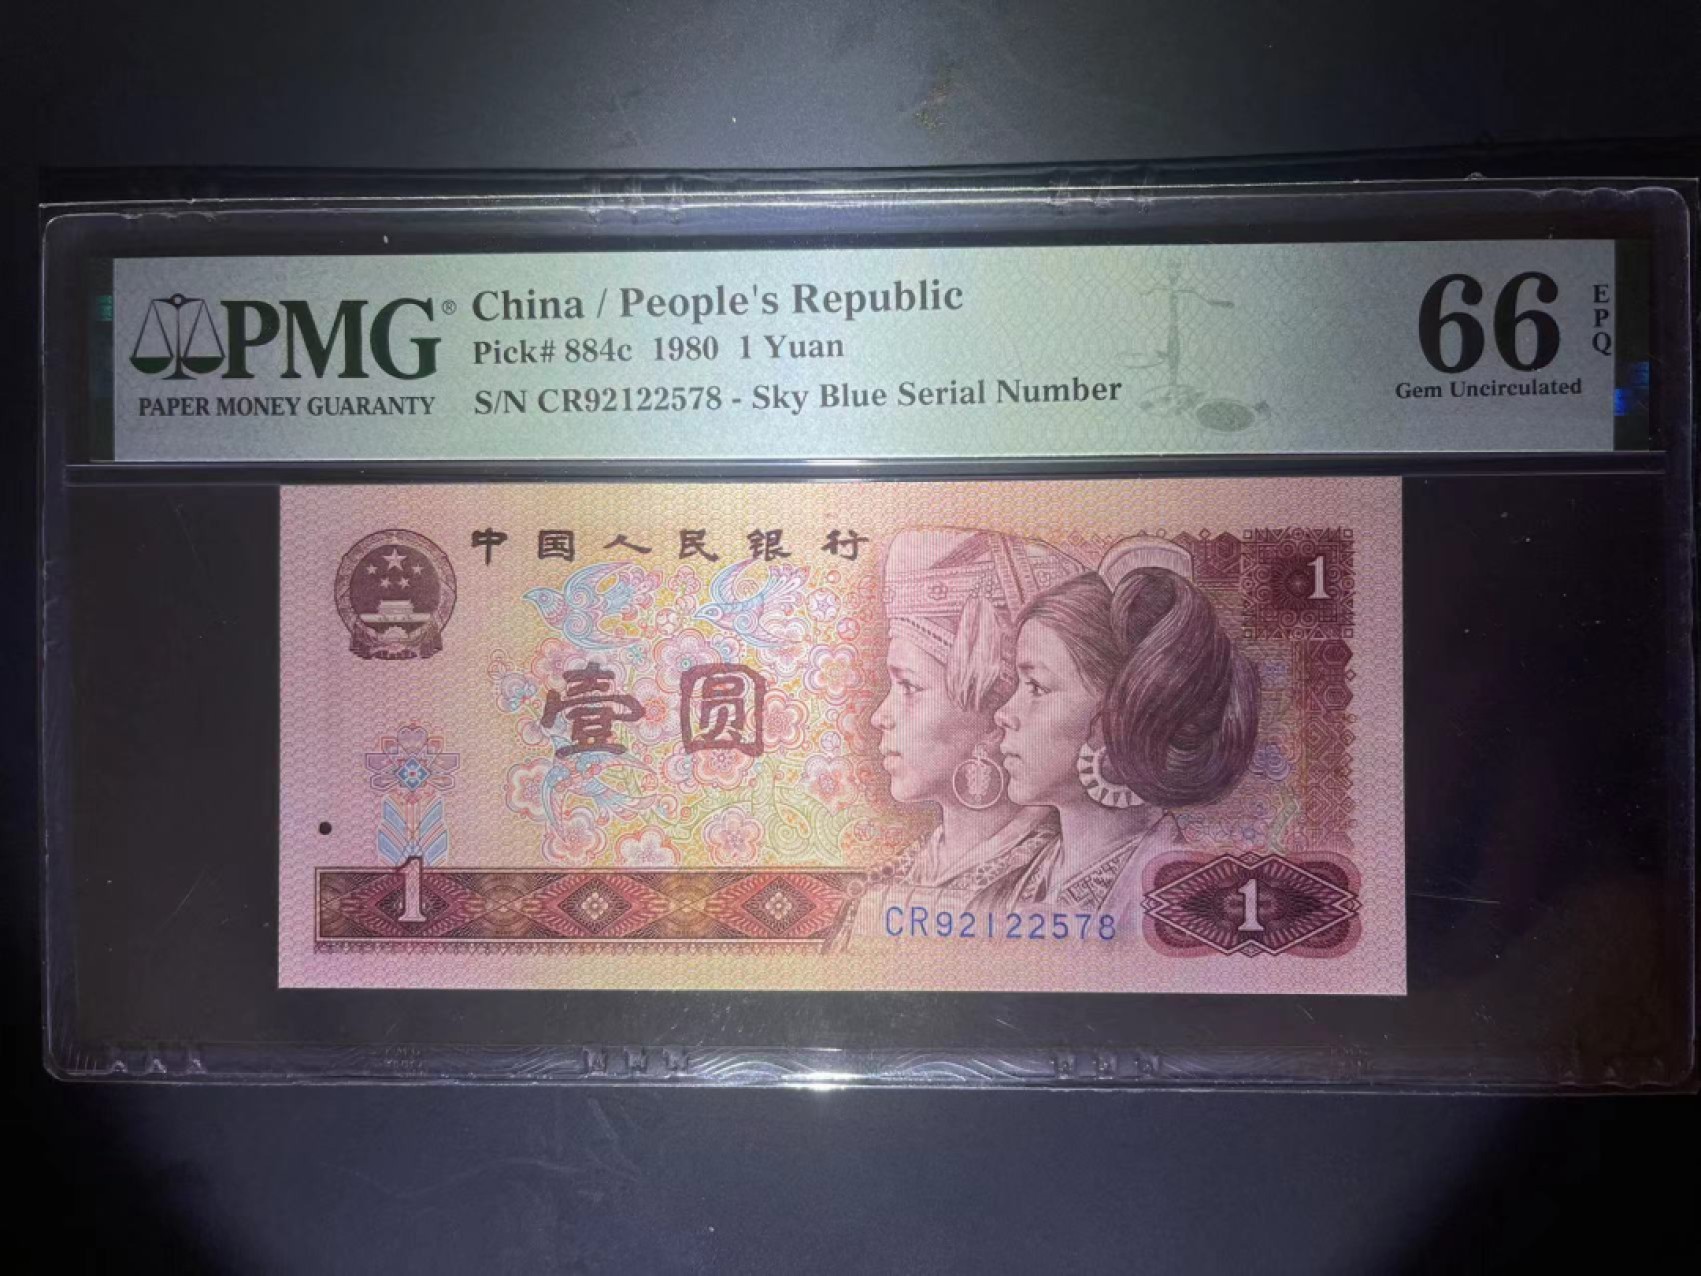 PMG®
PAPER MONEY GUARANTY
China / People's Republic
Pick# 884c 1980 1 Yuan
S/N CR92122578 - Sky Blue Serial Number
66
EPQ
Gem Uncirculated
中国人民银行
1
壹圆
1
CR92122578
1